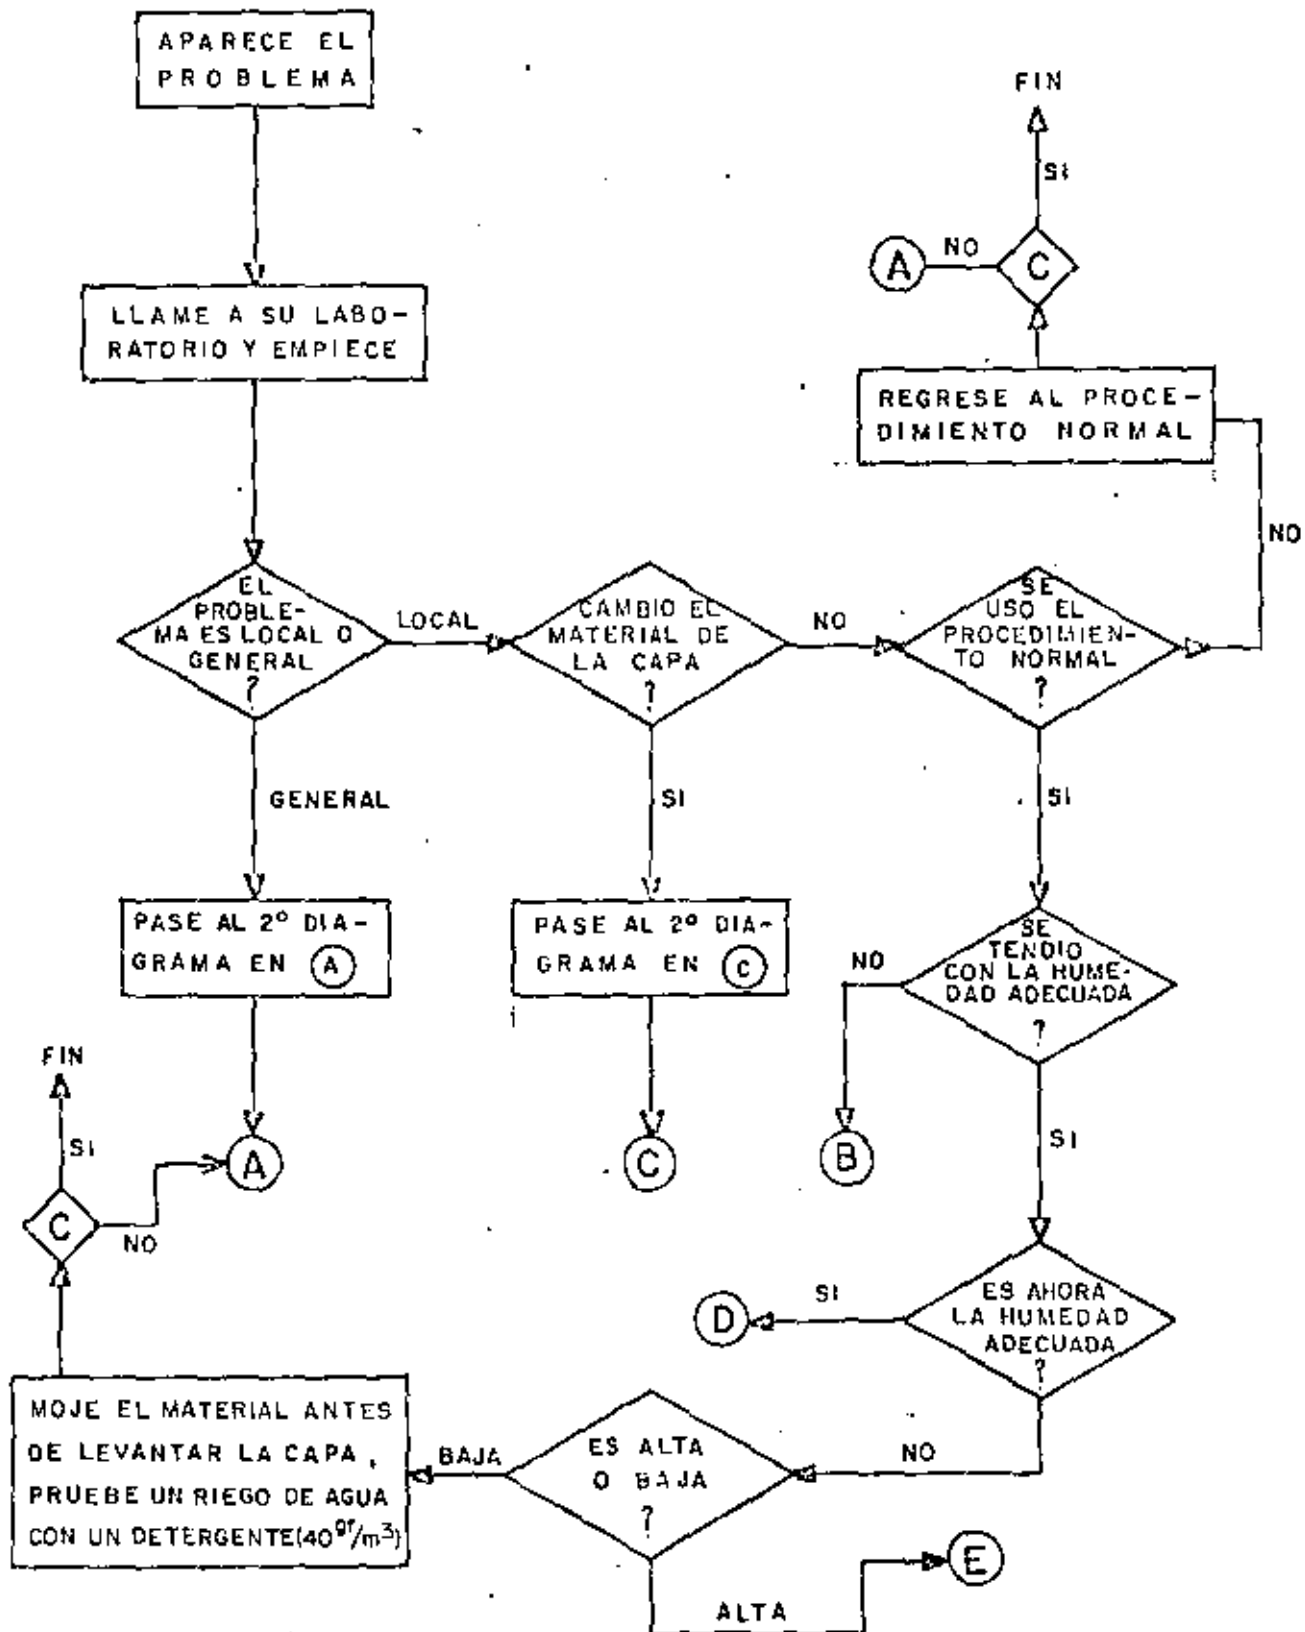 APARECE EL
PROBLEMA
FIN
SI
A
NO
C
LLAME A SU LABO-
RATORIO Y EMPIECE
REGRESE AL PROCE-
DIMIENTO NORMAL
NO
EL
PROBLE-
MA ES LOCAL O
GENERAL
?
LOCAL
CAMBIO EL
MATERIAL DE
LA CAPA
?
NO
SE
USO EL
PROCEDIMIEN-
TO NORMAL
?
GENERAL
SI
SI
PASE AL 2º DIA-
GRAMA EN A
PASE AL 2º DIA-
GRAMA EN C
NO
SE
TENDIO
CON LA HUME-
DAD ADECUADA
?
FIN
SI
C
NO
A
C
B
SI
D
SI
ES AHORA
LA HUMEDAD
ADECUADA
?
MOJE EL MATERIAL ANTES
DE LEVANTAR LA CAPA,
PRUEBE UN RIEGO DE AGUA
CON UN DETERGENTE(40gr/m³)
BAJA
ES ALTA
O BAJA
?
NO
ALTA
E